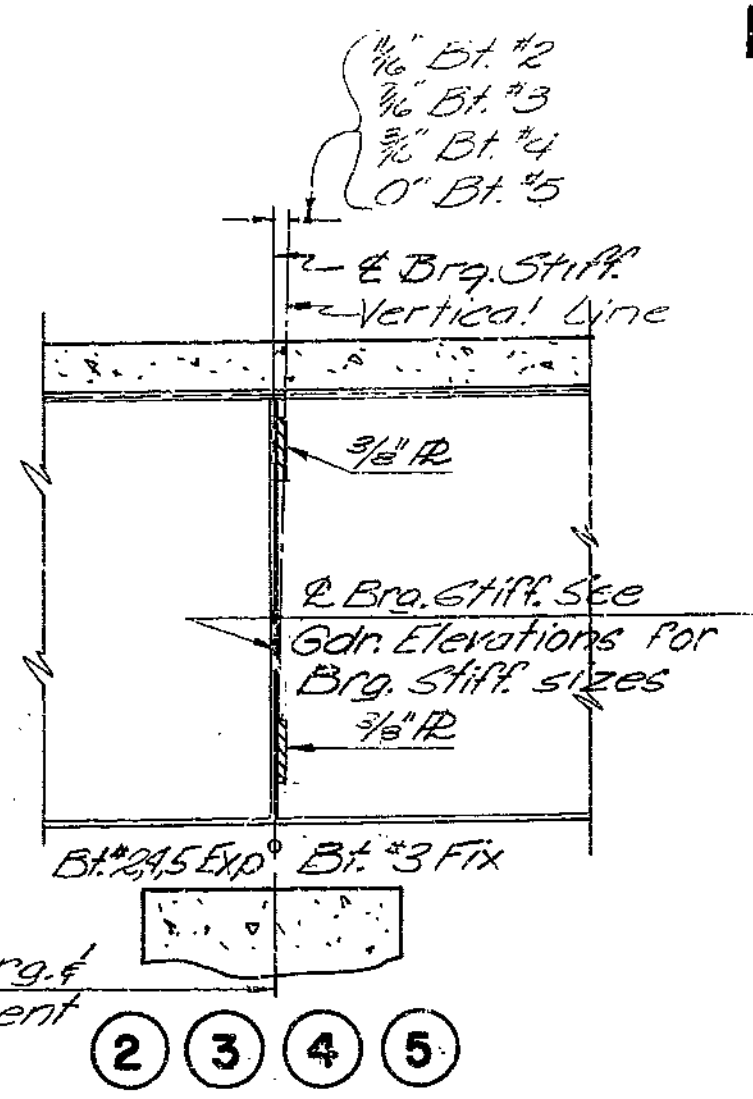 11/16" Bt. #2
7/16" Bt. #3
3/16" Bt. #4
0" Bt. #5
℄ Brg. Stiff.
Vertical Line
3/8" PL
℄ Brg. Stiff. See
Gdr. Elevations for
Brg. Stiff. sizes
3/8" PL
Bt. #2,4,5 Exp
Bt. #3 Fix
rg. ℄
ent
2 3 4 5